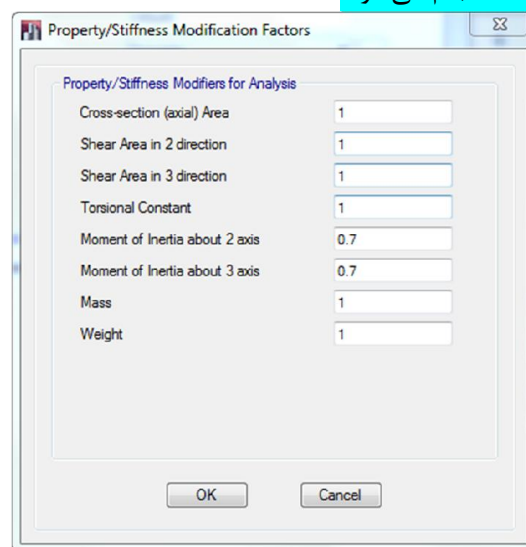 Property/Stiffness Modification Factors
Property/Stiffness Modifiers for Analysis
Cross-section (axial) Area 1
Shear Area in 2 direction 1
Shear Area in 3 direction 1
Torsional Constant 1
Moment of Inertia about 2 axis 0.7
Moment of Inertia about 3 axis 0.7
Mass 1
Weight 1
OK Cancel